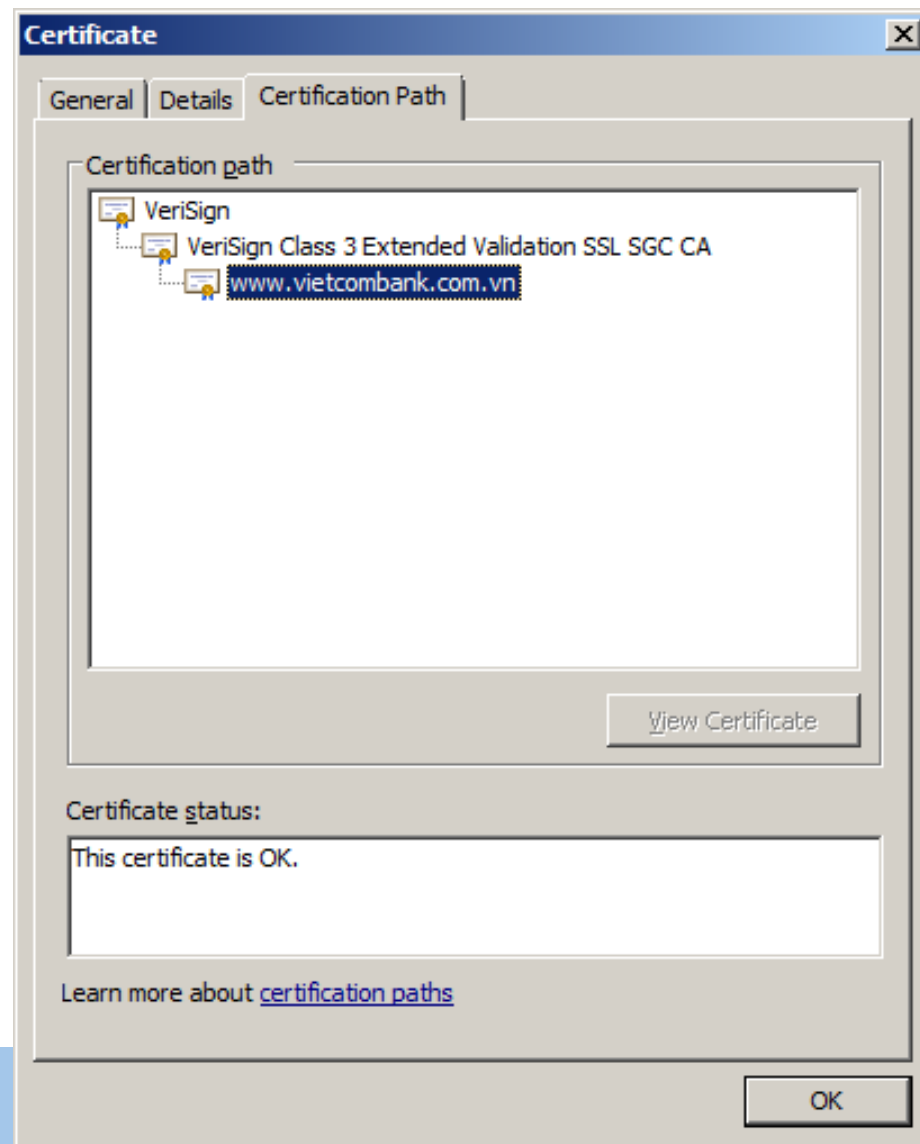 Certificate
General
Details
Certification Path
Certification path
VeriSign
VeriSign Class 3 Extended Validation SSL SGC CA
www.vietcombank.com.vn
View Certificate
Certificate status:
This certificate is OK.
Learn more about certification paths
OK